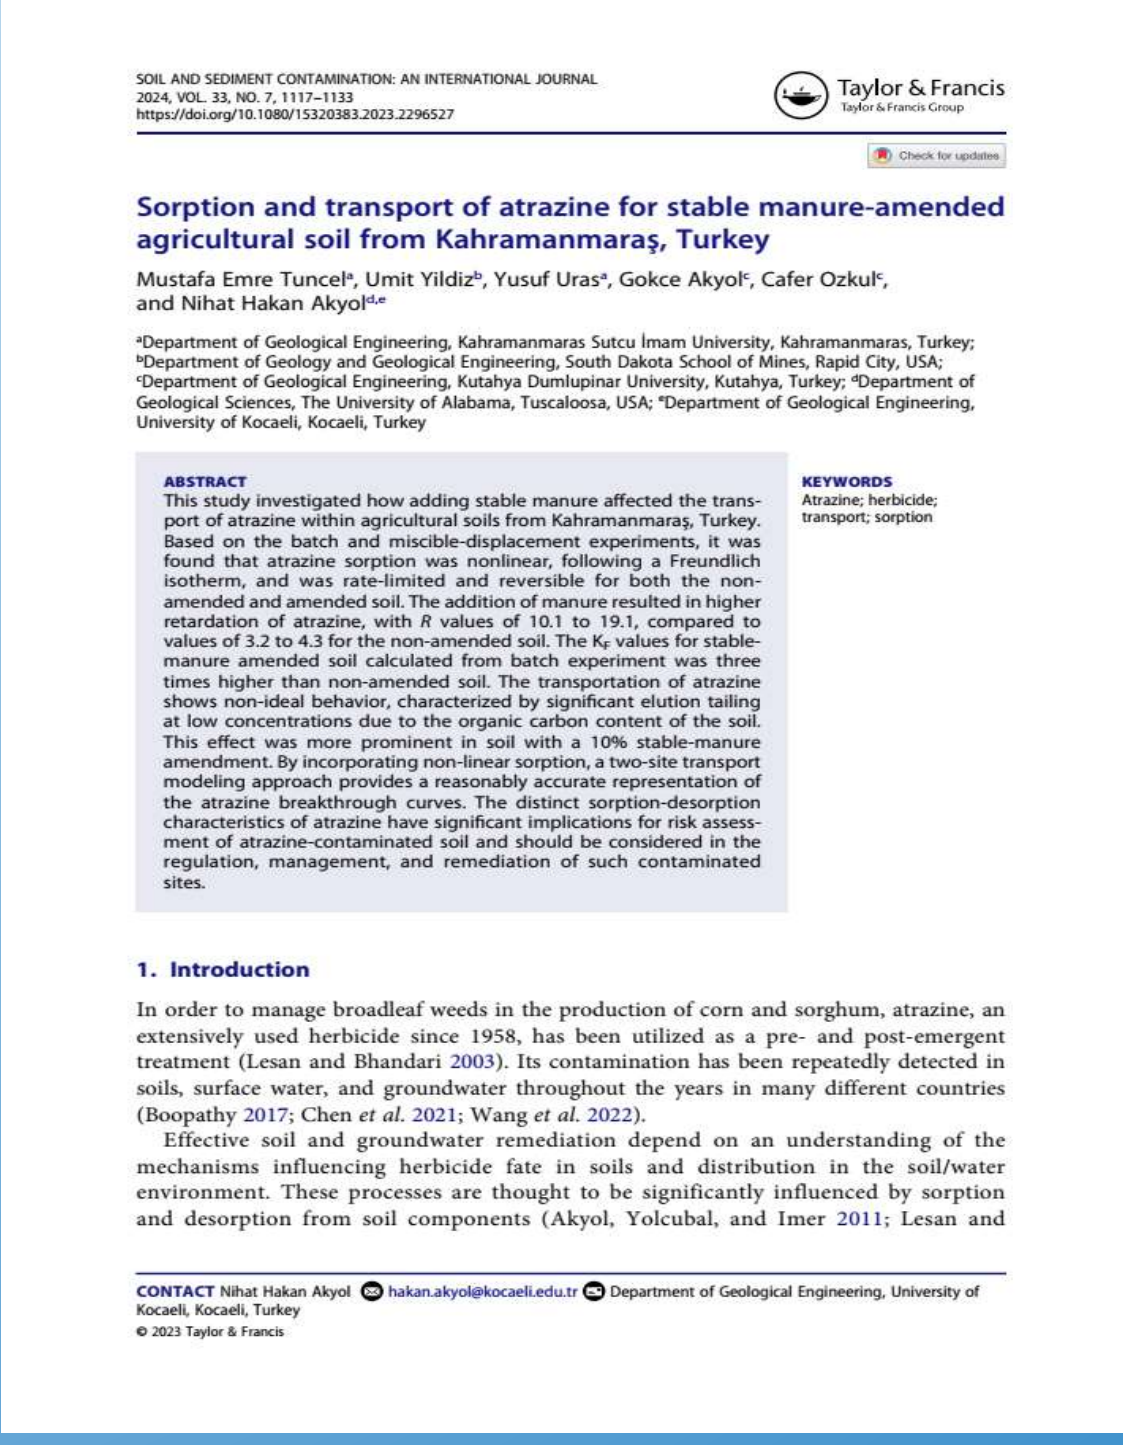 SOIL AND SEDIMENT CONTAMINATION: AN INTERNATIONAL JOURNAL
2024, VOL. 33, NO. 7, 1117–1133
https://doi.org/10.1080/15320383.2023.2296527
Taylor & Francis
Taylor & Francis Group
Check for updates
Sorption and transport of atrazine for stable manure-amended
agricultural soil from Kahramanmaraş, Turkey
Mustafa Emre Tuncelᵃ, Umit Yildizᵇ, Yusuf Urasᵃ, Gokce Akyolᶜ, Cafer Ozkulᶜ,
and Nihat Hakan Akyolᵈ,ᵉ
ᵃDepartment of Geological Engineering, Kahramanmaras Sutcu İmam University, Kahramanmaras, Turkey;
ᵇDepartment of Geology and Geological Engineering, South Dakota School of Mines, Rapid City, USA;
ᶜDepartment of Geological Engineering, Kutahya Dumlupinar University, Kutahya, Turkey; ᵈDepartment of
Geological Sciences, The University of Alabama, Tuscaloosa, USA; ᵉDepartment of Geological Engineering,
University of Kocaeli, Kocaeli, Turkey
ABSTRACT
This study investigated how adding stable manure affected the trans-
port of atrazine within agricultural soils from Kahramanmaraş, Turkey.
Based on the batch and miscible-displacement experiments, it was
found that atrazine sorption was nonlinear, following a Freundlich
isotherm, and was rate-limited and reversible for both the non-
amended and amended soil. The addition of manure resulted in higher
retardation of atrazine, with R values of 10.1 to 19.1, compared to
values of 3.2 to 4.3 for the non-amended soil. The KF values for stable-
manure amended soil calculated from batch experiment was three
times higher than non-amended soil. The transportation of atrazine
shows non-ideal behavior, characterized by significant elution tailing
at low concentrations due to the organic carbon content of the soil.
This effect was more prominent in soil with a 10% stable-manure
amendment. By incorporating non-linear sorption, a two-site transport
modeling approach provides a reasonably accurate representation of
the atrazine breakthrough curves. The distinct sorption-desorption
characteristics of atrazine have significant implications for risk assess-
ment of atrazine-contaminated soil and should be considered in the
regulation, management, and remediation of such contaminated
sites.
KEYWORDS
Atrazine; herbicide;
transport; sorption
1. Introduction
In order to manage broadleaf weeds in the production of corn and sorghum, atrazine, an
extensively used herbicide since 1958, has been utilized as a pre- and post-emergent
treatment (Lesan and Bhandari 2003). Its contamination has been repeatedly detected in
soils, surface water, and groundwater throughout the years in many different countries
(Boopathy 2017; Chen et al. 2021; Wang et al. 2022).
Effective soil and groundwater remediation depend on an understanding of the
mechanisms influencing herbicide fate in soils and distribution in the soil/water
environment. These processes are thought to be significantly influenced by sorption
and desorption from soil components (Akyol, Yolcubal, and Imer 2011; Lesan and
CONTACT Nihat Hakan Akyol hakan.akyol@kocaeli.edu.tr Department of Geological Engineering, University of
Kocaeli, Kocaeli, Turkey
© 2023 Taylor & Francis